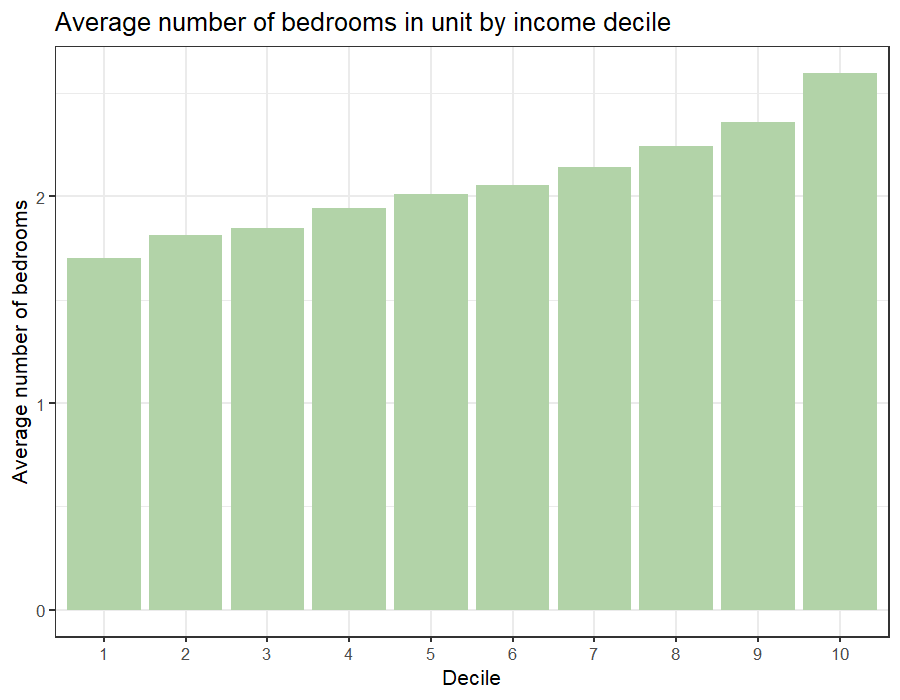 Average number of bedrooms in unit by income decile
Average number of bedrooms
2
1
0
1 2 3 4 5 6 7 8 9 10
Decile